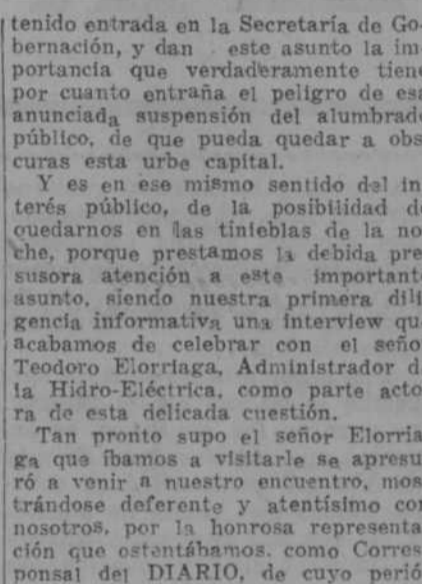 tenido entrada en la Secretaría de Go-
bernación, y dan este asunto la im-
portancia que verdaderamente tiene
por cuanto entraña el peligro de esa
anunciada suspensión del alumbrado
público, de que pueda quedar a obs-
curas esta urbe capital.
Y es en ese mismo sentido del in-
terés público, de la posibilidad de
quedarnos en las tinieblas de la no-
che, porque prestamos la debida pre-
susora atención a este importante
asunto, siendo nuestra primera dili-
gencia informativa una interview que
acabamos de celebrar con el señor
Teodoro Elorriaga, Administrador de
la Hidro-Eléctrica, como parte acto-
ra de esta delicada cuestión.
Tan pronto supo el señor Elorria-
ga que íbamos a visitarle se apresu-
ró a venir a nuestro encuentro, mos-
trándose deferente y atentísimo con
nosotros, por la honrosa representa-
ción que ostentábamos, como Corres-
ponsal del DIARIO, de cuyo perió-